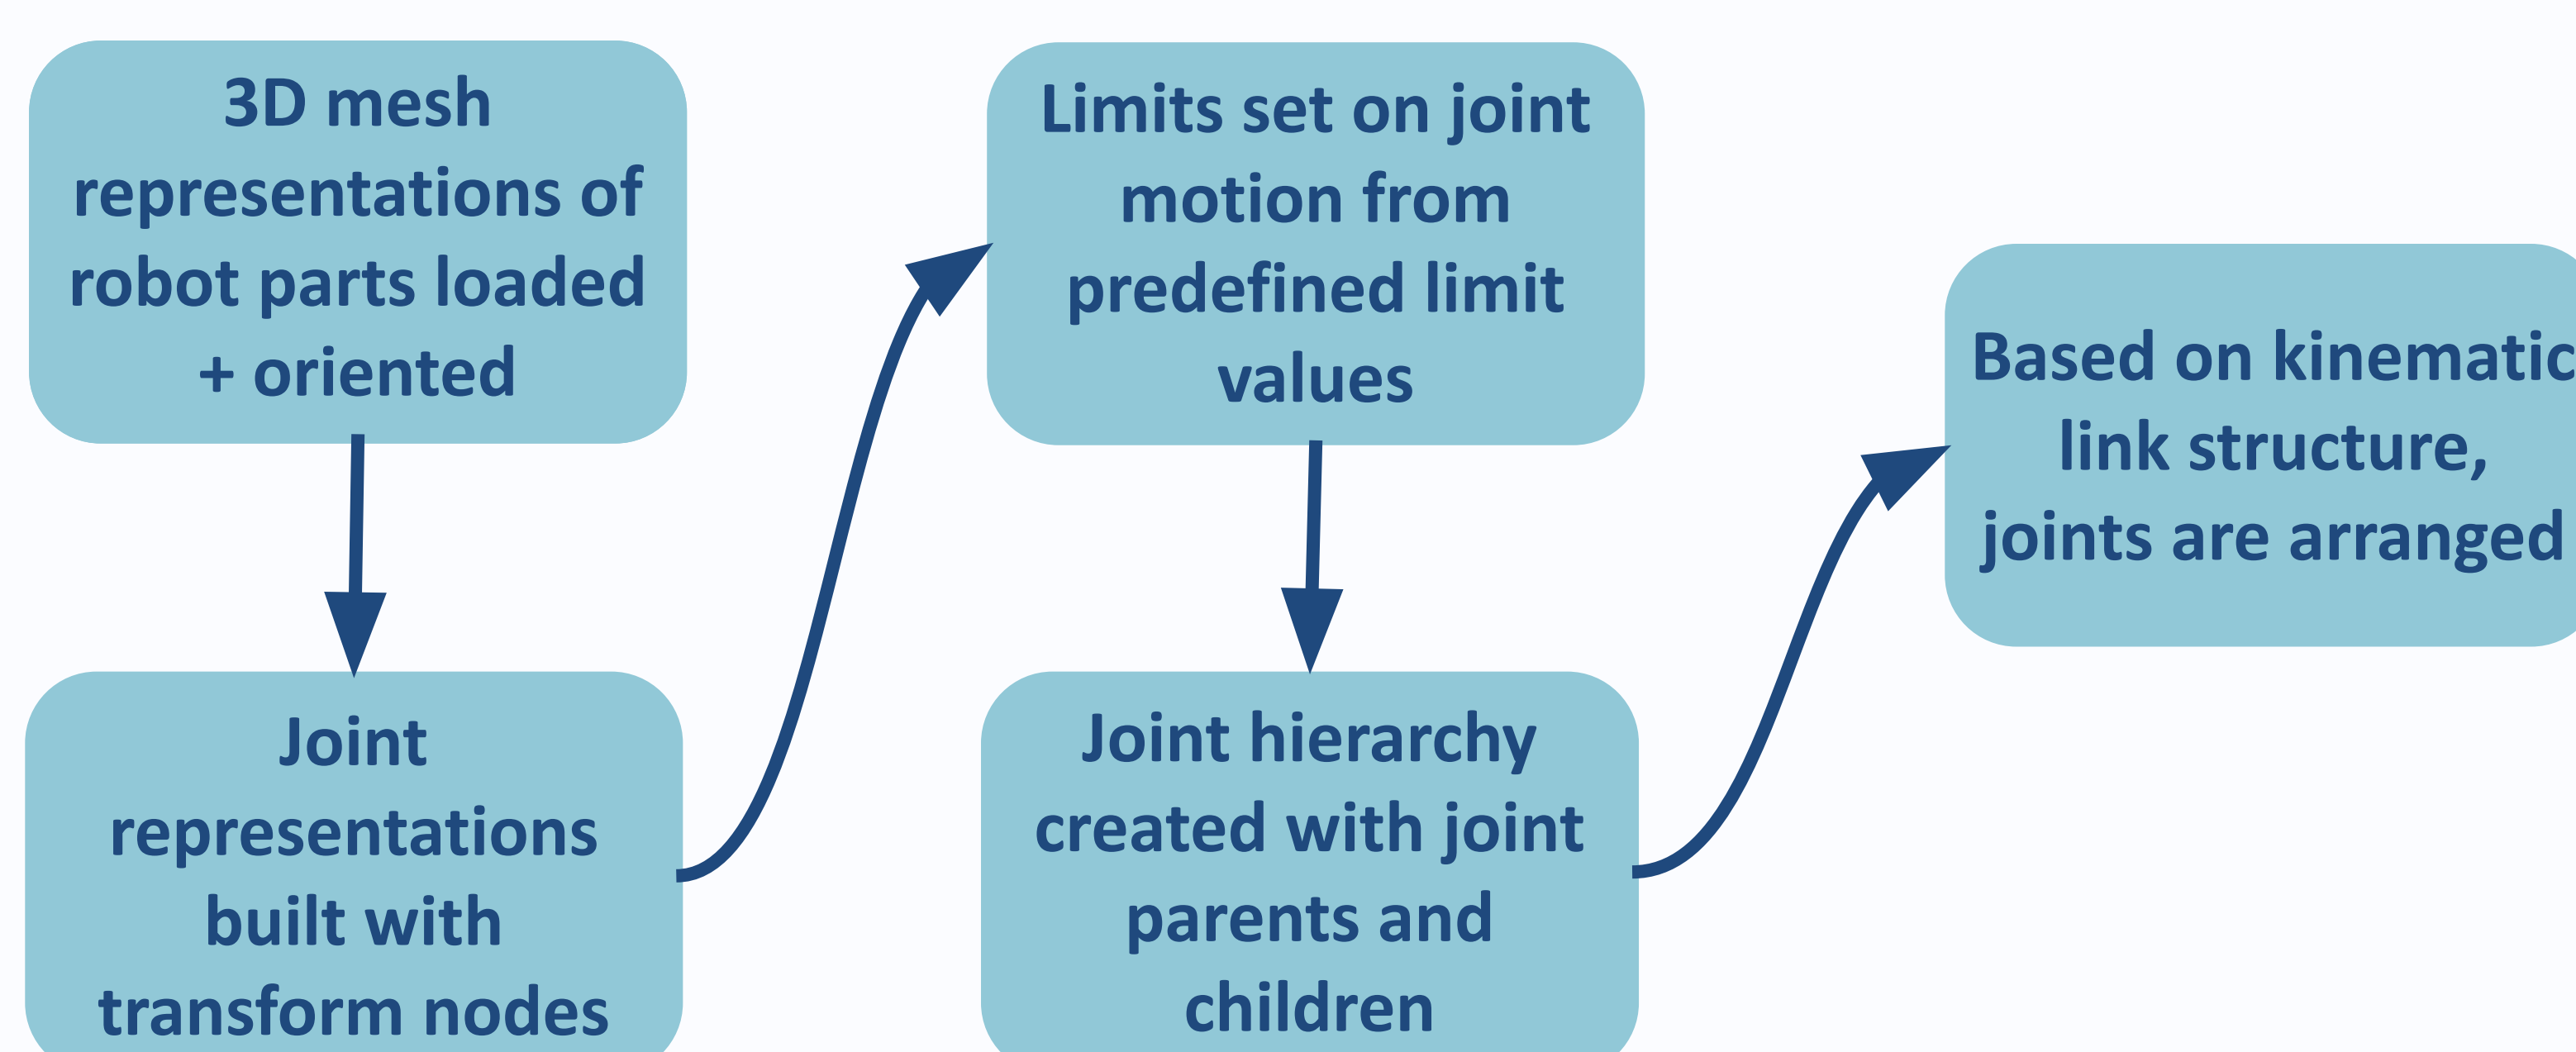 3D mesh
representations of
robot parts loaded
+ oriented
Joint
representations
built with
transform nodes
Limits set on joint
motion from
predefined limit
values
Joint hierarchy
created with joint
parents and
children
Based on kinematic
link structure,
joints are arranged